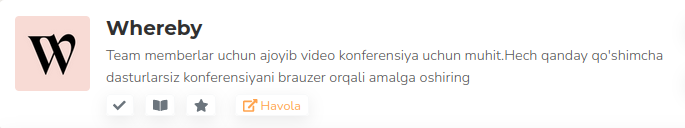 W
Whereby
Team memberlar uchun ajoyib video konferensiya uchun muhit.Hech qanday qo'shimcha
dasturlarsiz konferensiyani brauzer orqali amalga oshiring
Havola